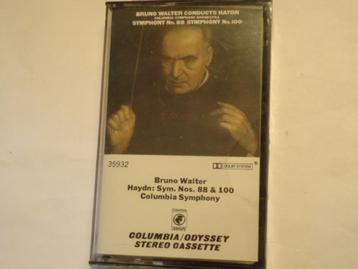 BRUNO WALTER CONDUCTS HAYDN
COLUMBIA SYMPHONY ORCHESTRA
SYMPHONY No. 88 SYMPHONY No. 100
35932
DOLBY SYSTEM
Bruno Walter
Haydn: Sym. Nos. 88 & 100
Columbia Symphony
COLUMBIA/ODYSSEY
STEREO CASSETTE